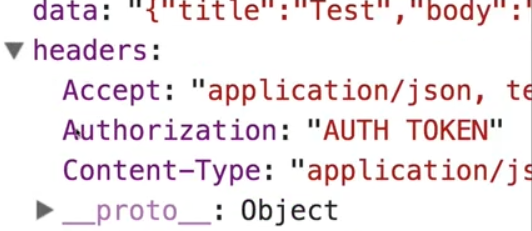 data: "{"title":"Test","body":"
▼ headers:
Accept: "application/json, te
Authorization: "AUTH TOKEN"
Content-Type: "application/js
▶ __proto__: Object